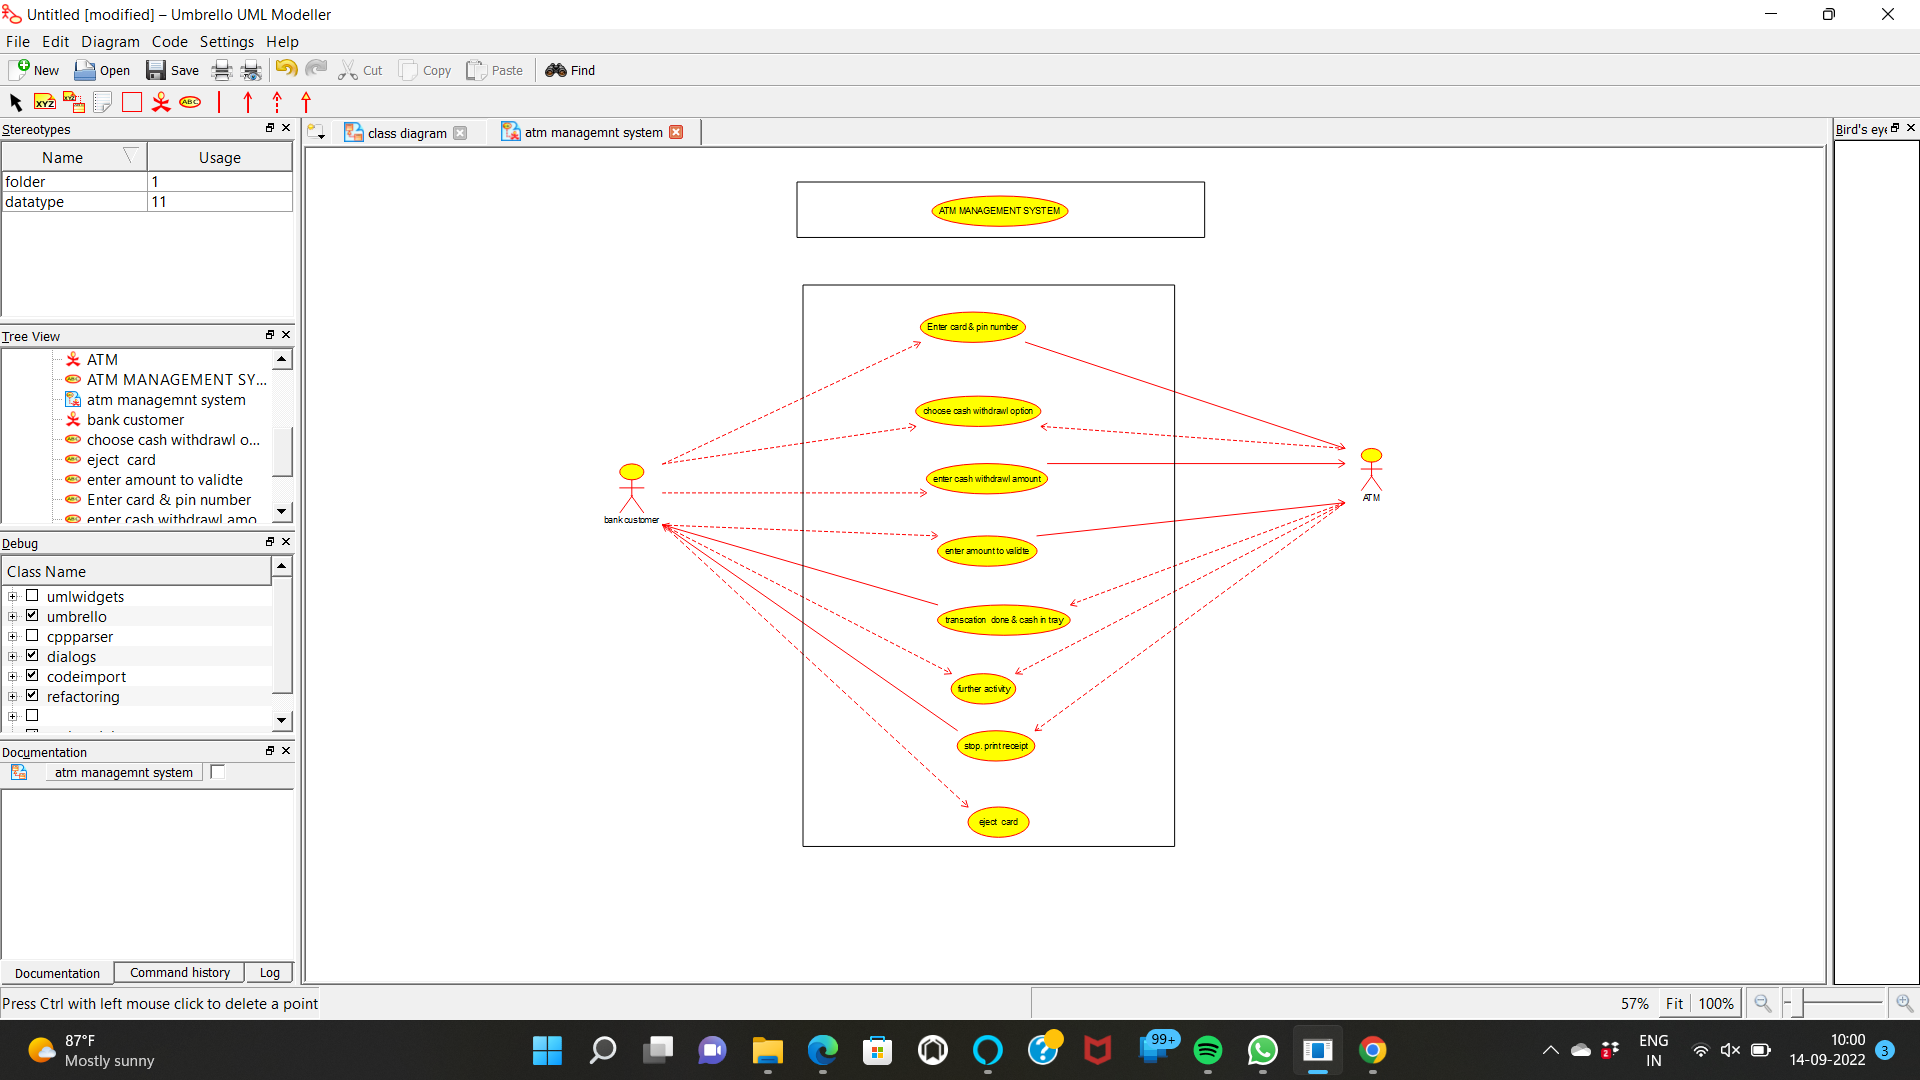 Untitled [modified] – Umbrello UML Modeller
File Edit Diagram Code Settings Help
New Open Save Cut Copy Paste Find
XYZ XYZ ABC
Stereotypes
Name Usage
folder 1
datatype 11
Tree View
ATM
ATM MANAGEMENT SY...
atm managemnt system
bank customer
choose cash withdrawl o...
eject card
enter amount to validte
Enter card & pin number
enter cash withdrawl amo
Debug
Class Name
umlwidgets
umbrello
cppparser
dialogs
codeimport
refactoring
Documentation
atm managemnt system
Documentation Command history Log
class diagram
atm managemnt system
ATM MANAGEMENT SYSTEM
Enter card & pin number
choose cash withdrawl option
enter cash withdrawl amount
enter amount to validte
transcation done & cash in tray
further activity
stop. print receipt
eject card
bank customer
ATM
Bird's eye
Press Ctrl with left mouse click to delete a point
57% Fit 100%
87°F
Mostly sunny
99+
2
ENG
IN
10:00
14-09-2022
3